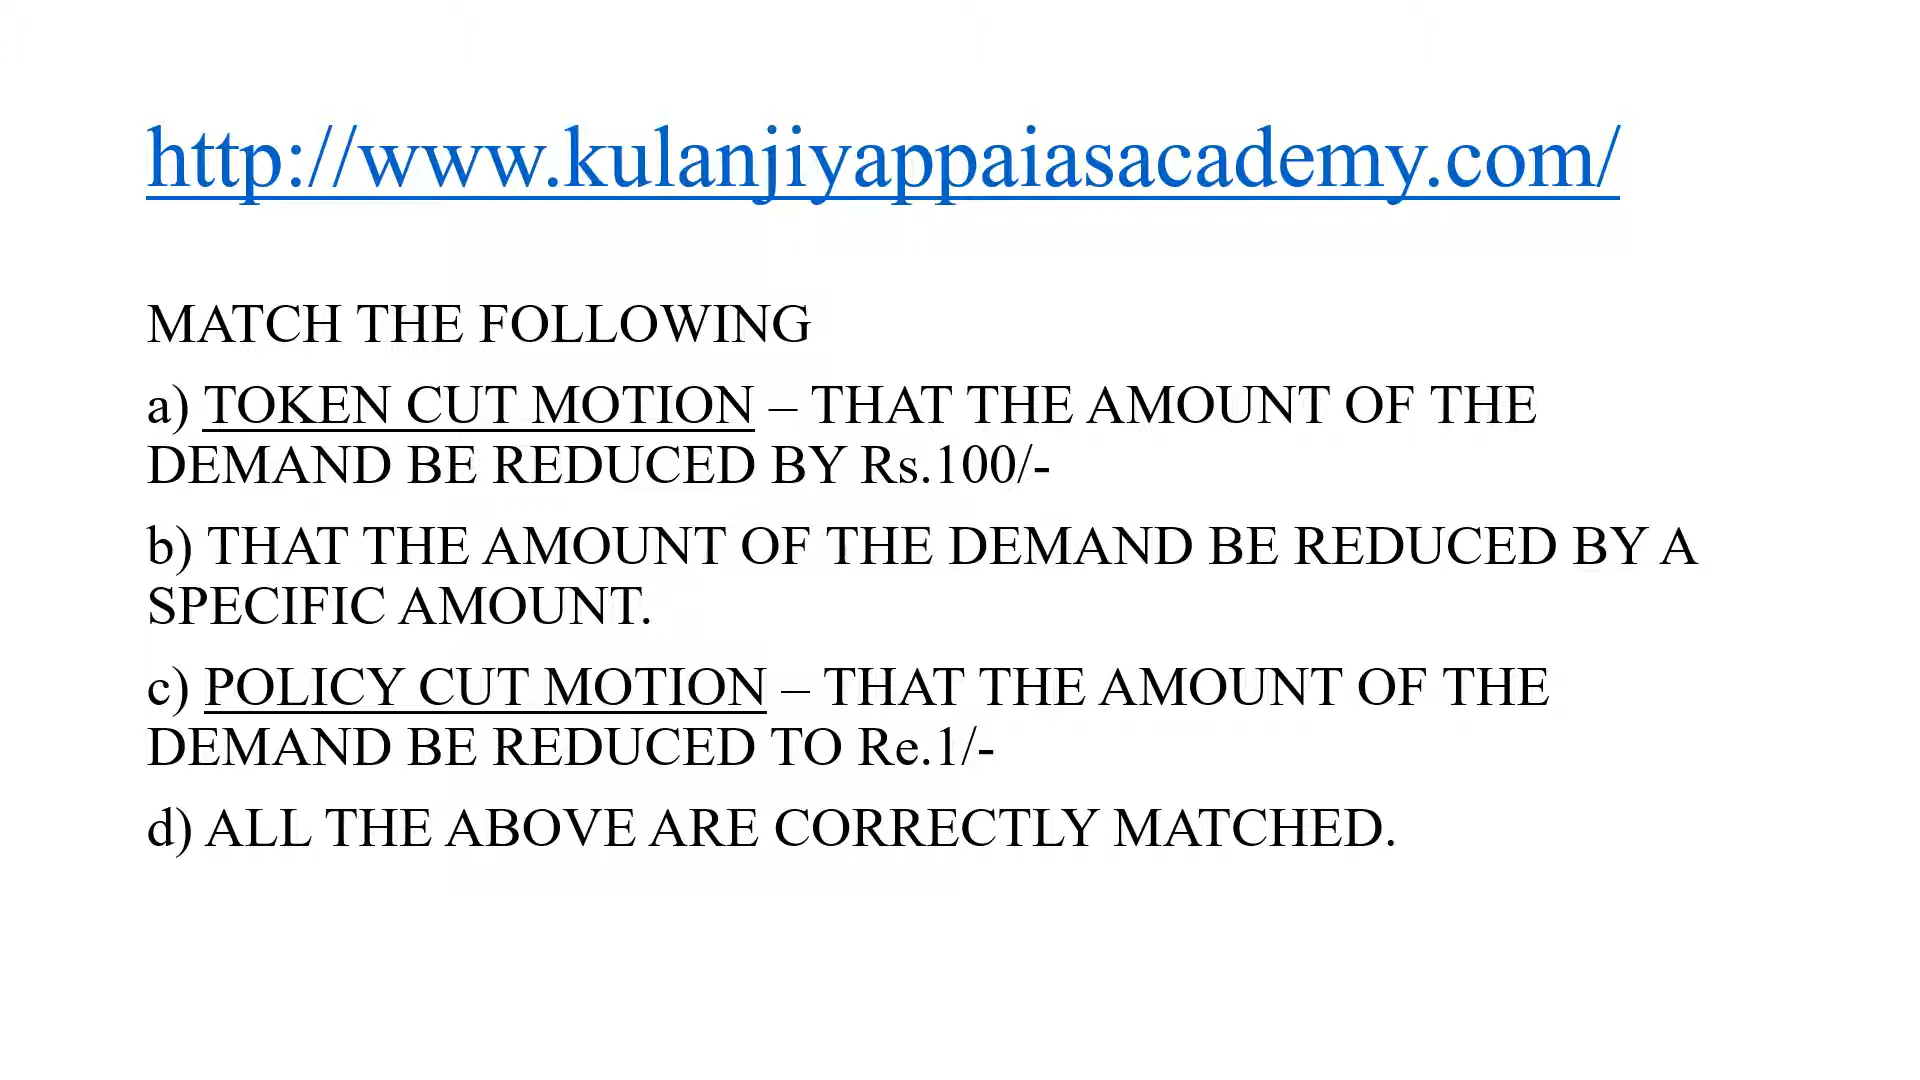 http://www.kulanjiyappaiasacademy.com/
MATCH THE FOLLOWING
a) TOKEN CUT MOTION – THAT THE AMOUNT OF THE
DEMAND BE REDUCED BY Rs.100/-
b) THAT THE AMOUNT OF THE DEMAND BE REDUCED BY A
SPECIFIC AMOUNT.
c) POLICY CUT MOTION – THAT THE AMOUNT OF THE
DEMAND BE REDUCED TO Re.1/-
d) ALL THE ABOVE ARE CORRECTLY MATCHED.